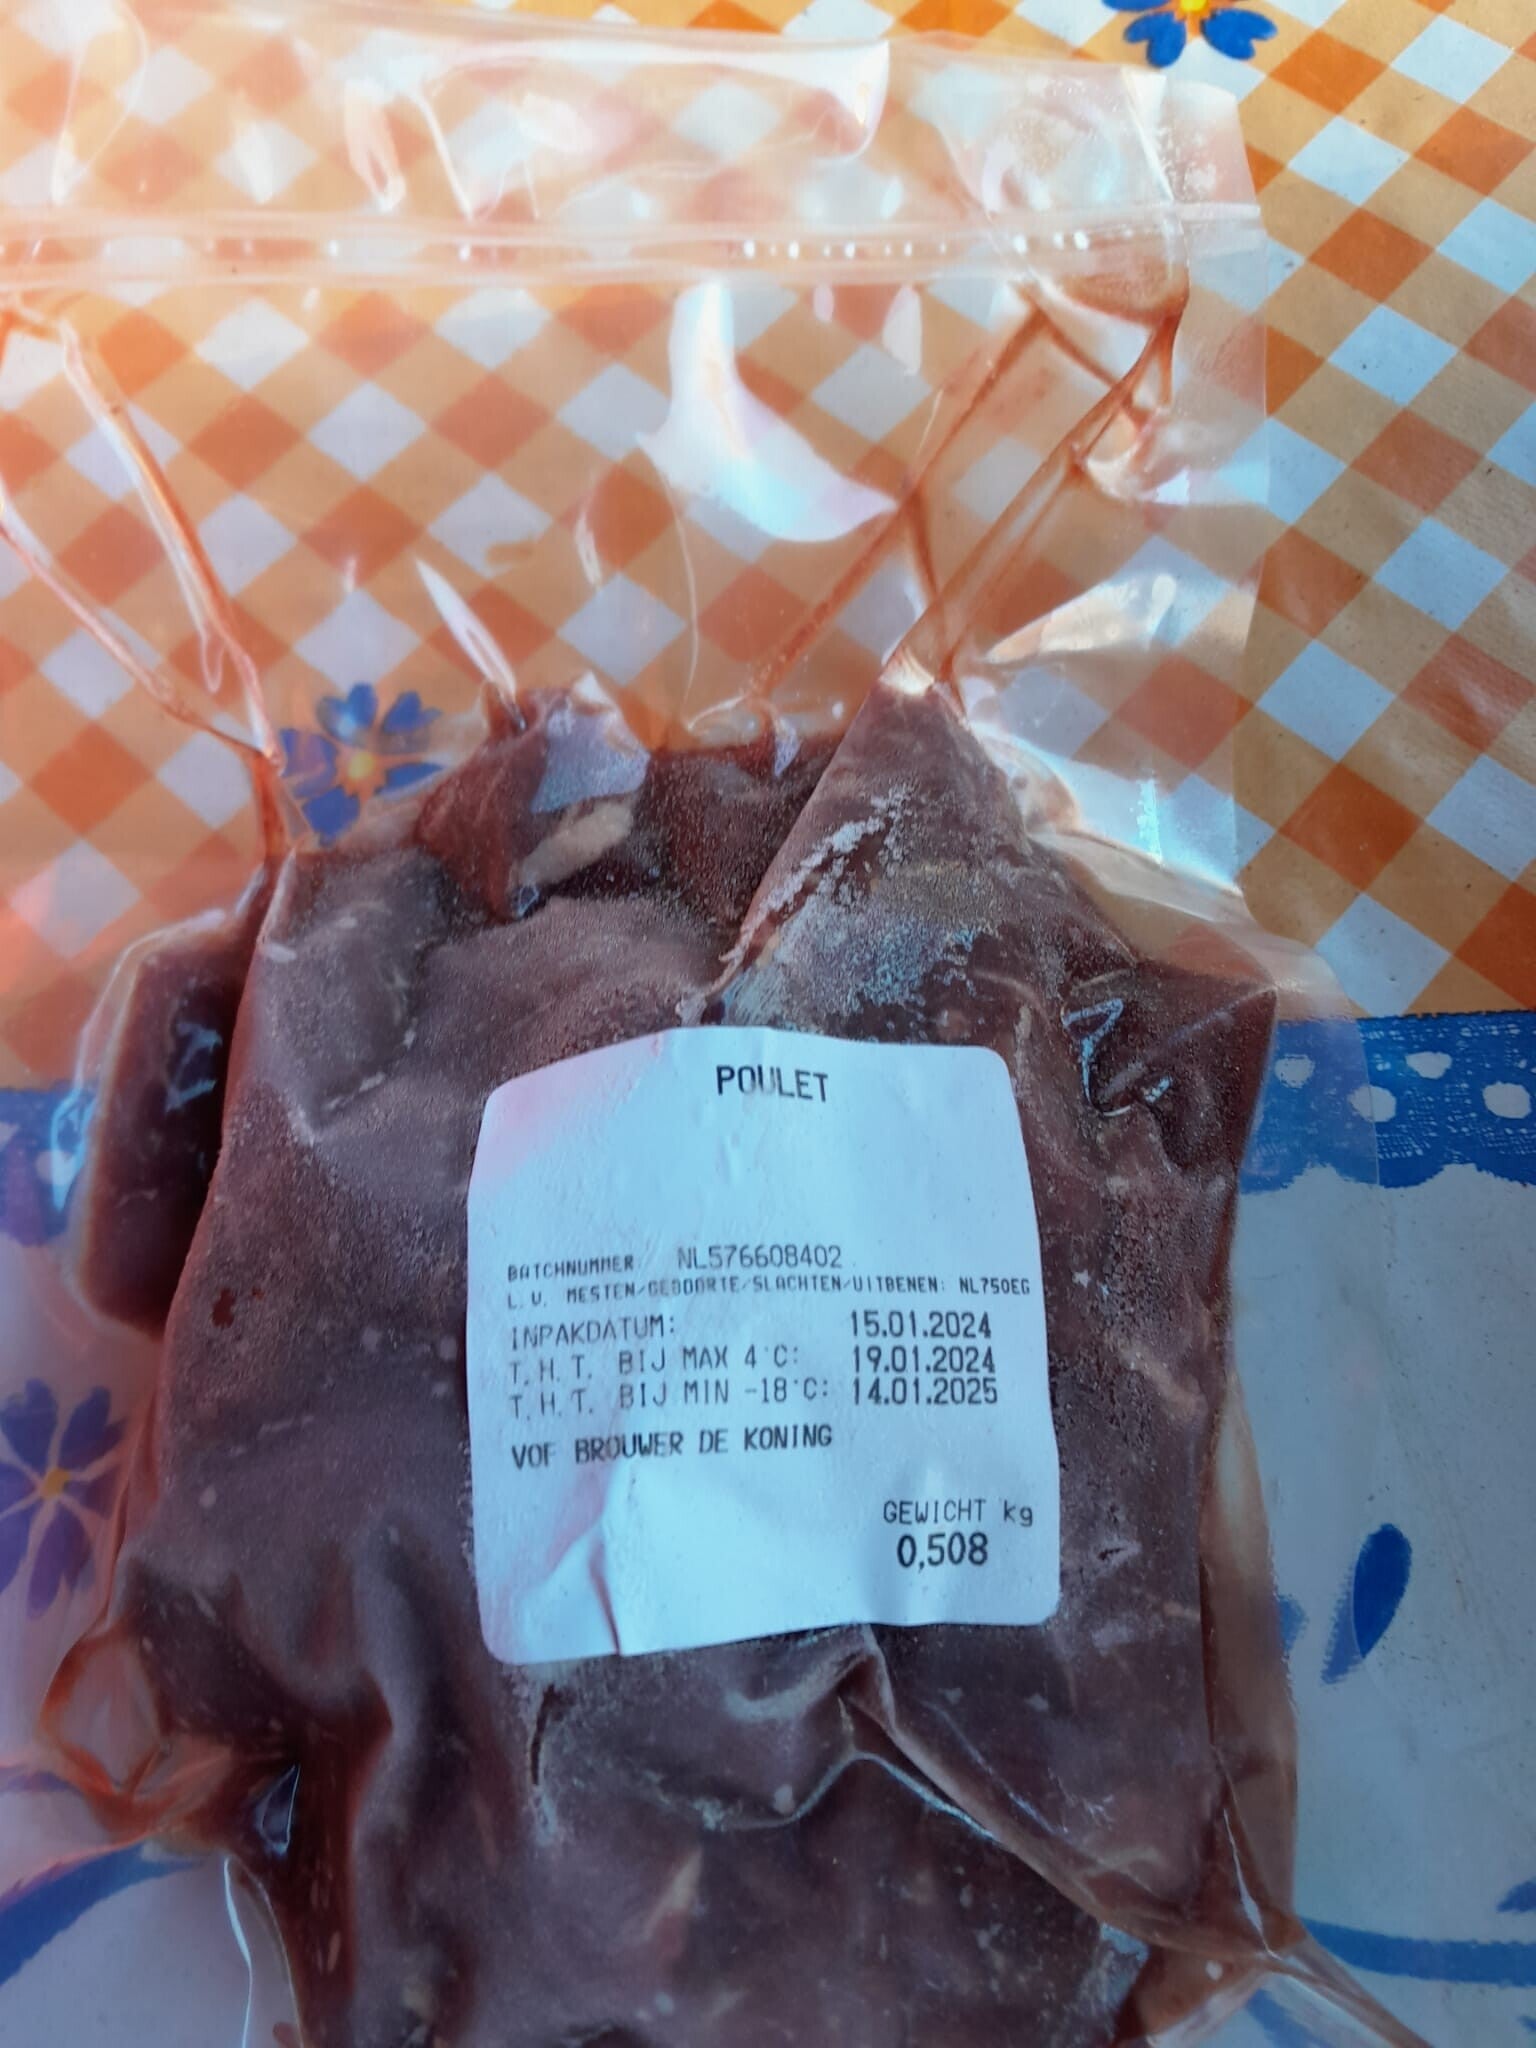 POULET
BATCHNUMMER NL576608402
L.V. MESTEN/GEBOORTE/SLACHTEN/UITBENEN: NL750EG
INPAKDATUM: 15.01.2024
T.H.T. BIJ MAX 4°C: 19.01.2024
T.H.T. BIJ MIN -18°C: 14.01.2025
VOF BROUWER DE KONING
GEWICHT kg
0,508